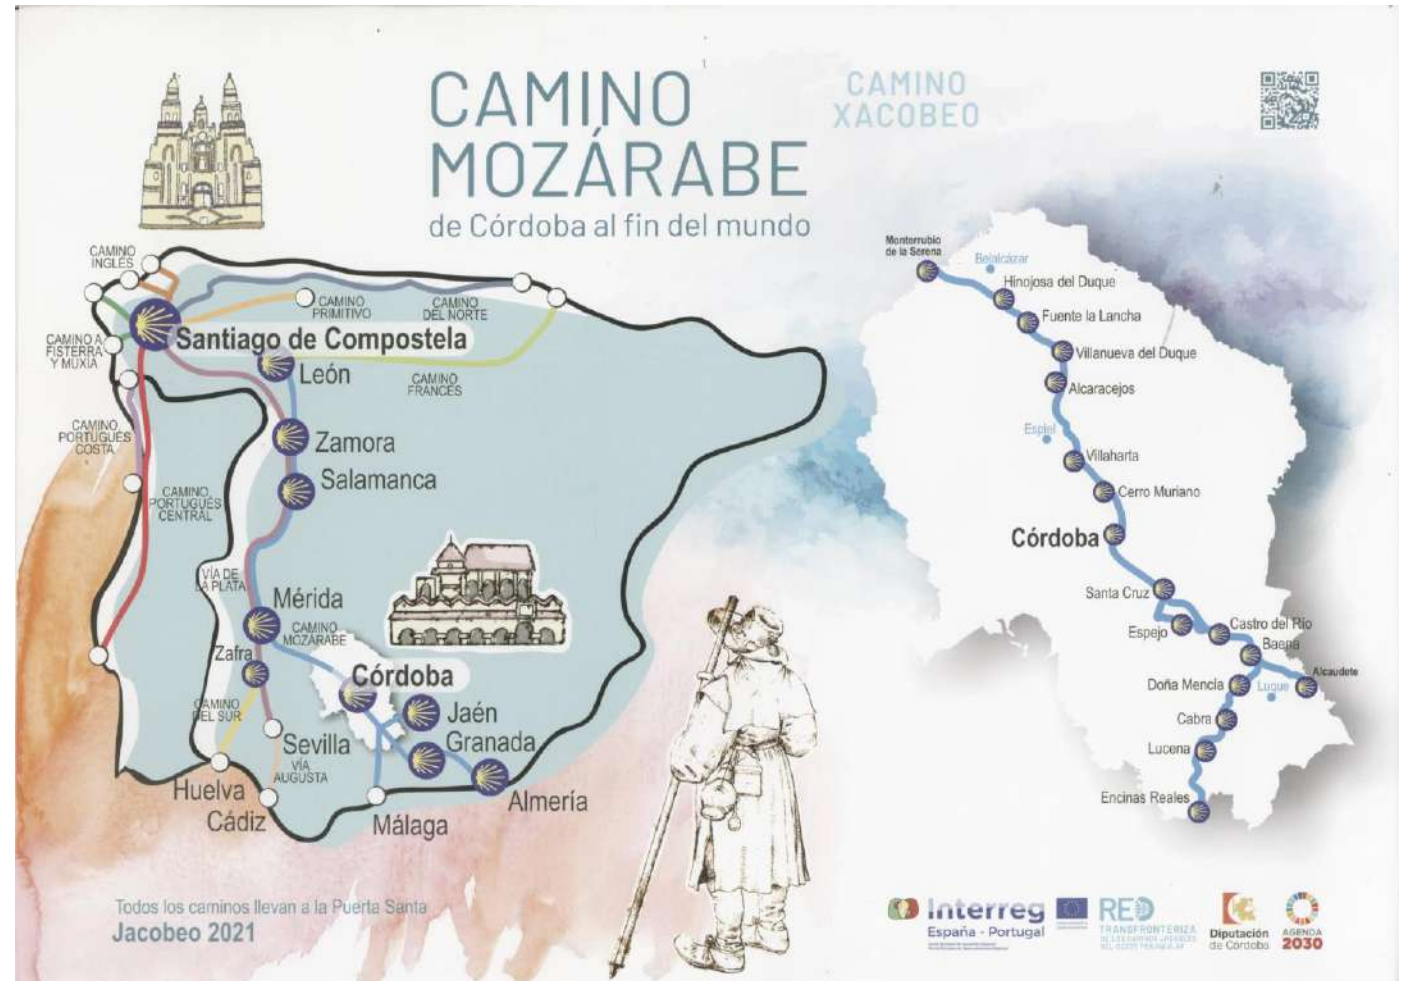 CAMINO
MOZÁRABE
de Córdoba al fin del mundo
CAMINO
XACOBEO
CAMINO
INGLÉS
CAMINO
PRIMITIVO
CAMINO
DEL NORTE
Santiago de Compostela
CAMINO A
FISTERRA
Y MUXIA
León
CAMINO
FRANCÉS
CAMINO
PORTUGUÉS
COSTA
Zamora
Salamanca
CAMINO
PORTUGUÉS
CENTRAL
VÍA DE
LA PLATA
Mérida
CAMINO
MOZÁRABE
Zafra
Córdoba
CAMINO
DEL SUR
Jaén
Granada
Sevilla
VÍA
AUGUSTA
Huelva
Cádiz
Málaga
Almería
Monterrubio
de la Serena
Belalcázar
Hinojosa del Duque
Fuente la Lancha
Villanueva del Duque
Alcaracejos
Espiel
Villaharta
Cerro Muriano
Córdoba
Santa Cruz
Espejo
Castro del Río
Baena
Alcaudete
Doña Mencía
Luque
Cabra
Lucena
Encinas Reales
Todos los caminos llevan a la Puerta Santa
Jacobeo 2021
Interreg
España - Portugal
RED
TRANSFRONTERIZA
Diputación
de Córdoba
AGENDA
2030